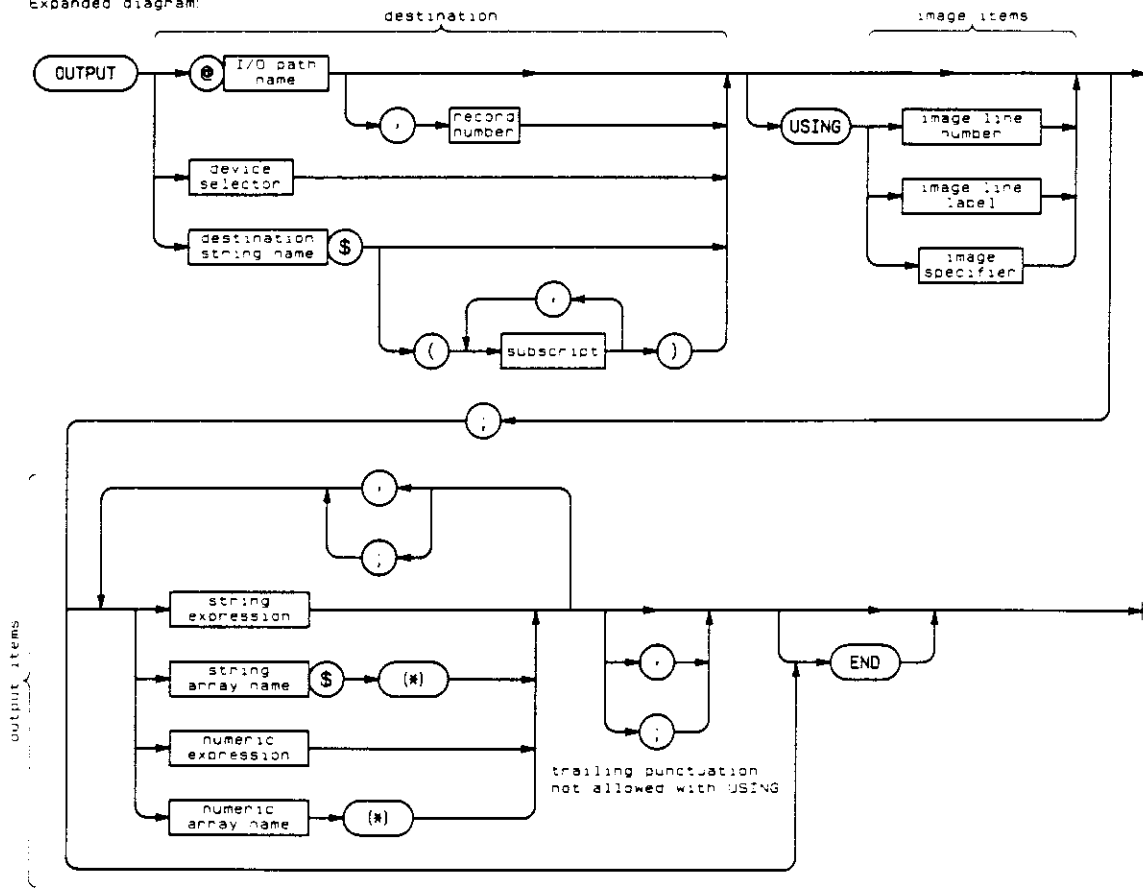 Expanded diagram:
destination
image items
OUTPUT
@
I/O path
name
,
record
number
USING
image line
number
device
selector
image line
label
destination
string name
$
image
specifier
,
(
subscript
)
;
,
;
output items
string
expression
string
array name
$
(*)
,
END
numeric
expression
;
trailing punctuation
not allowed with USING
numeric
array name
(*)